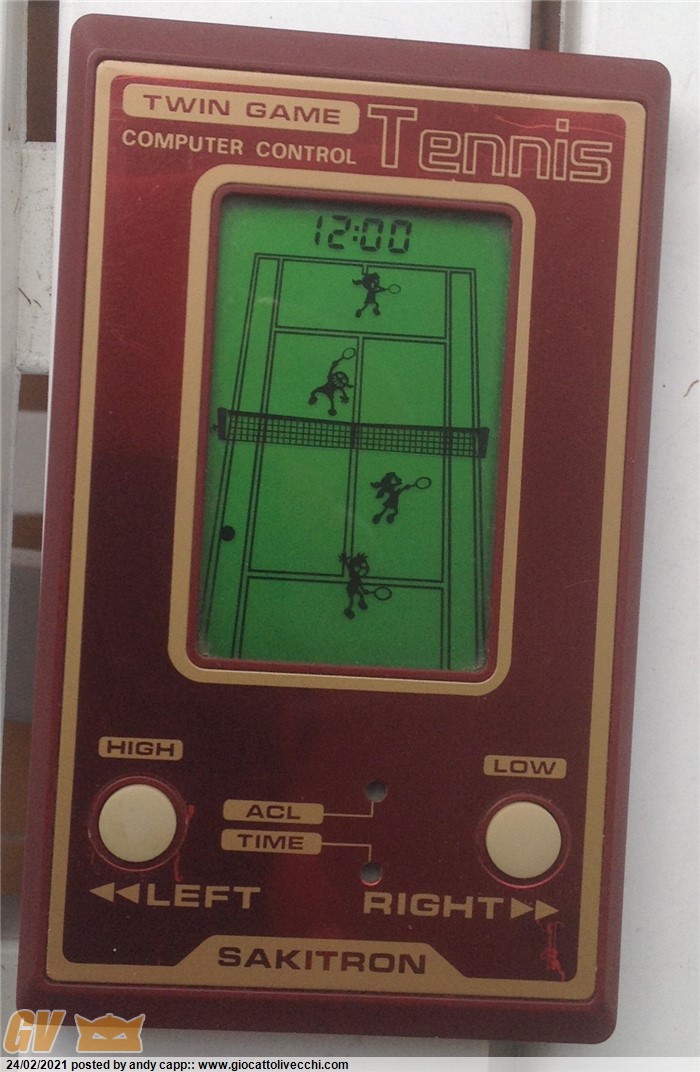 TWIN GAME
Tennis
COMPUTER CONTROL
12:00
HIGH
LOW
ACL
TIME
LEFT
RIGHT
SAKITRON
GV
24/02/2021 posted by andy capp:: www.giocattolivecchi.com